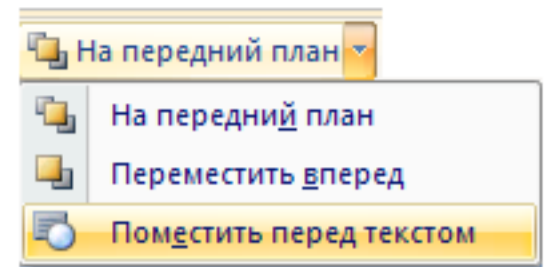 На передний план
На передний план
Переместить вперед
Поместить перед текстом